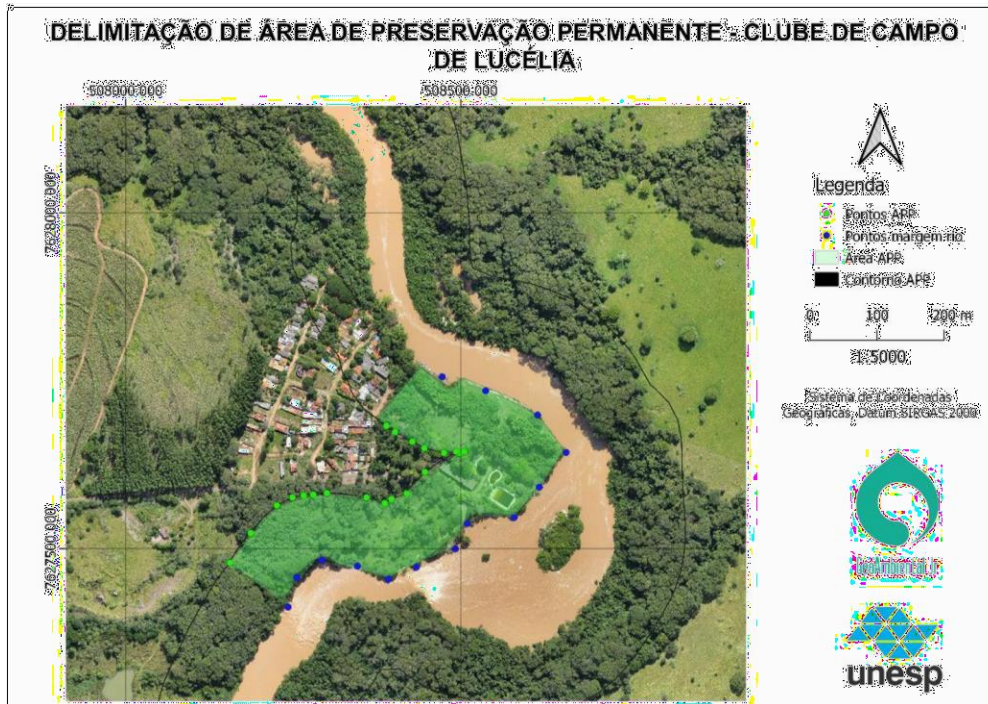 DELIMITAÇÃO DE ÁREA DE PRESERVAÇÃO PERMANENTE - CLUBE DE CAMPO
DE LUCÉLIA
508000.000 508500.000
7628000.000
7627500.000
Legenda
Pontos APP
Pontos margem rio
Área APP
Contorno APP
0 100 200 m
1:5000
Sistema de Coordenadas
Geográficas, Datum SIRGAS 2000
unesp